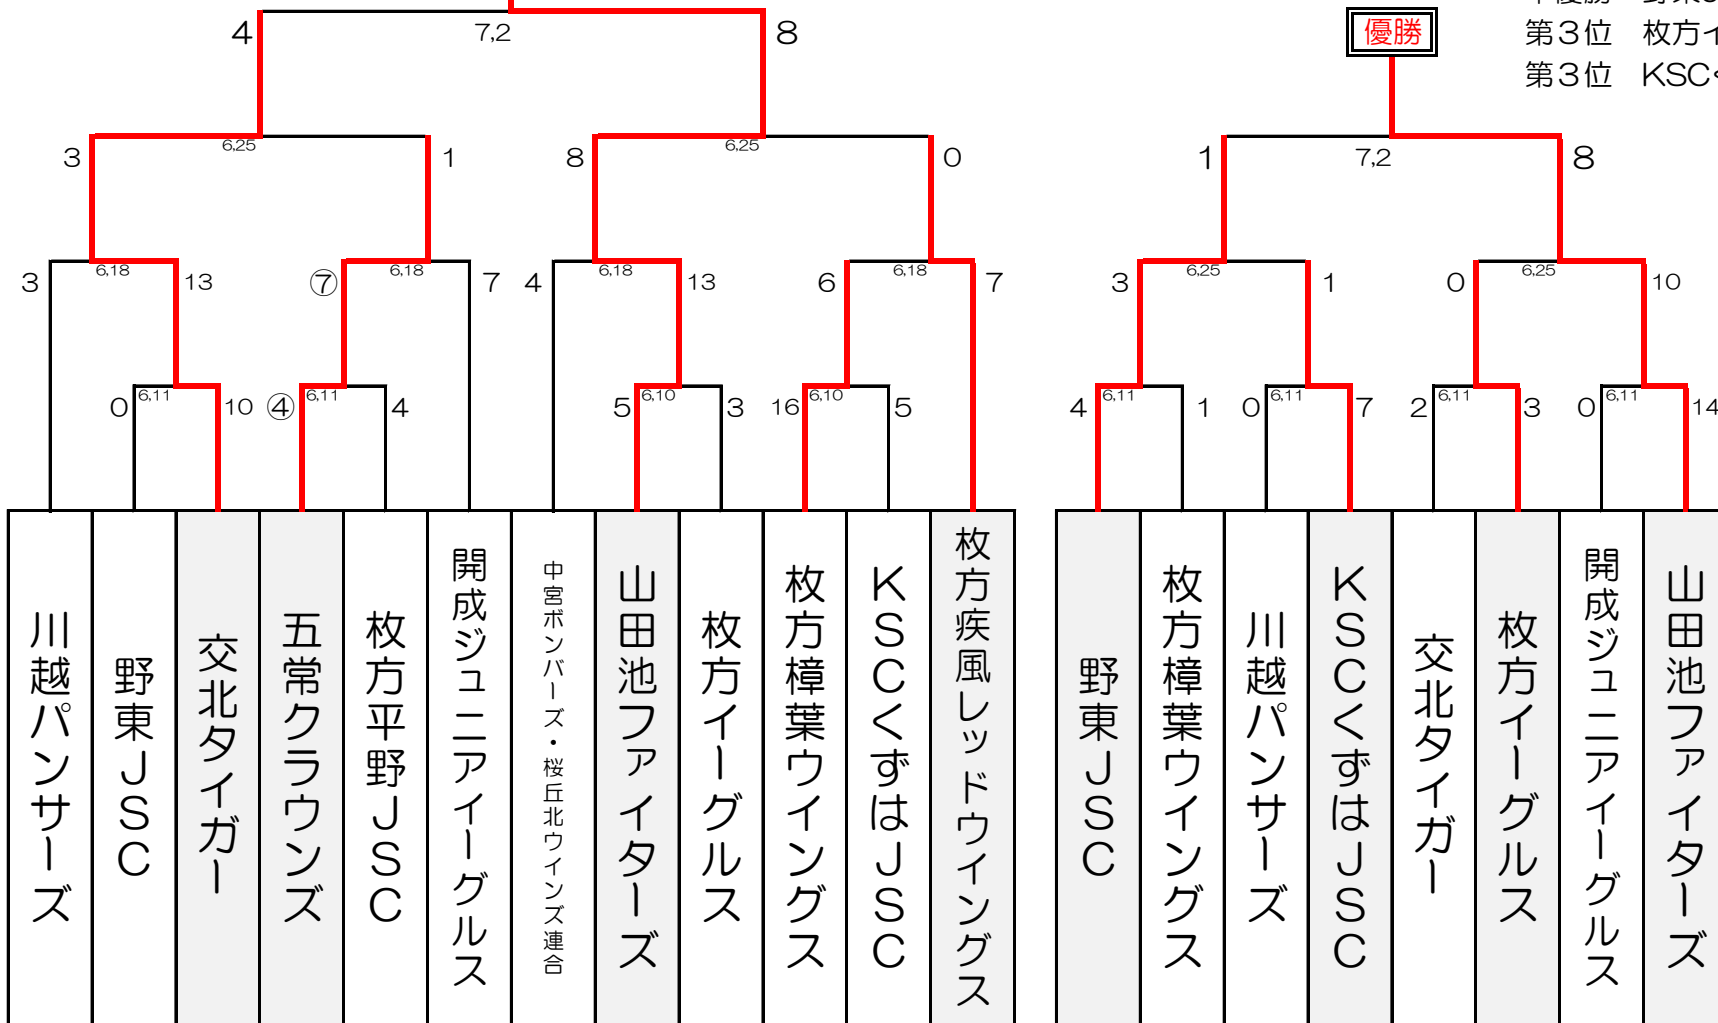 優勝
第３位　枚方イ
第３位　KSCく
4
7,2
8
3
6,25
1
8
6,25
0
1
7,2
8
3
6,18
13
⑦
6,18
7
4
6,18
13
6
6,18
7
3
6,25
1
0
6,25
10
0
6,11
10
④
6,11
4
5
6,10
3
16
6,10
5
4
6,11
1
0
6,11
7
2
6,11
3
0
6,11
14
川越パンサーズ
野東JSC
交北タイガー
五常クラウンズ
枚方平野JSC
開成ジュニアイーグルス
中宮ボンバーズ・桜丘北ウインズ連合
山田池ファイターズ
枚方イーグルス
枚方樟葉ウイングス
KSCくずはJSC
枚方疾風レッドウイングス
野東JSC
枚方樟葉ウイングス
川越パンサーズ
KSCくずはJSC
交北タイガー
枚方イーグルス
開成ジュニアイーグルス
山田池ファイターズ